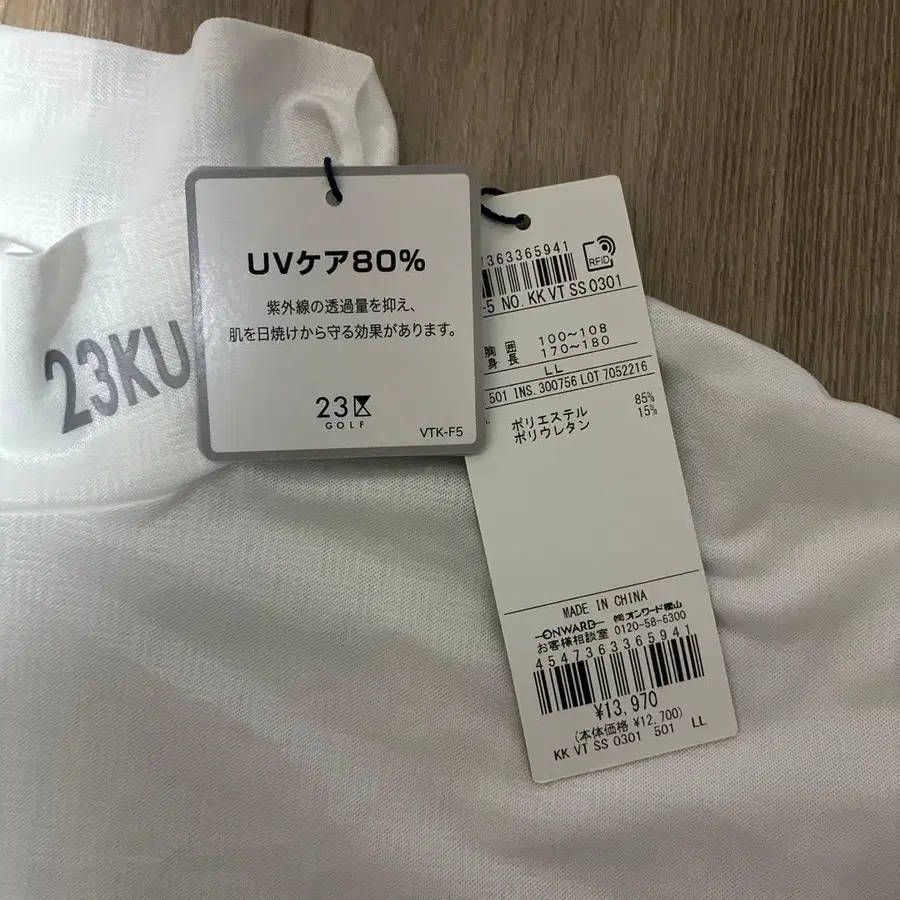 23KU
UVケア80%
紫外線の透過量を抑え、
肌を日焼けから守る効果があります。
23
GOLF
VTK-F5
1363365941
RFID
-5 NO. KK VT SS 0301
胸 囲 100～108
身 長 170～180
LL
501 INS. 300756 LOT 7052216
ポリエステル 85%
ポリウレタン 15%
MADE IN CHINA
ONWARD ㈱オンワード樫山
お客様相談室 0120-58-6300
4547363365941
¥13,970
(本体価格 ¥12,700)
KK VT SS 0301 501 LL